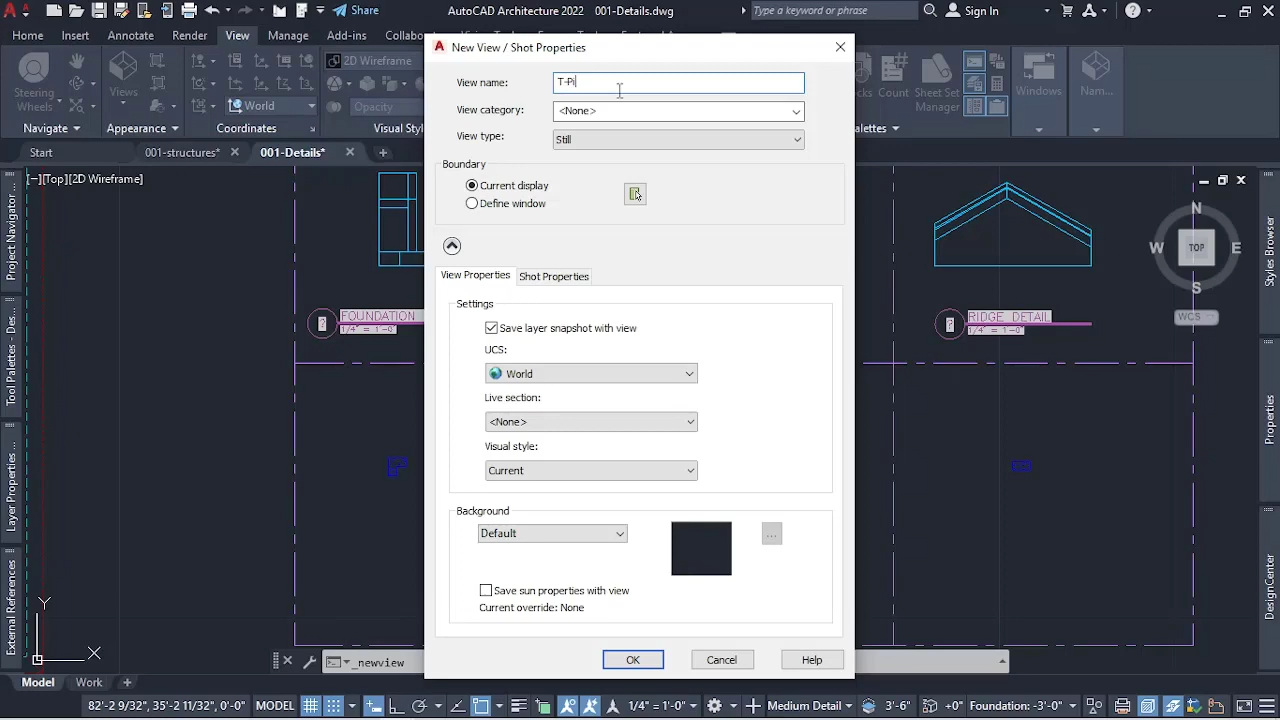 Share
AutoCAD Architecture 2022 001-Details.dwg
Type a keyword or phrase
Sign In
Home
Insert
Annotate
Render
View
Manage
Add-ins
New View / Shot Properties
View name:
T-Pi
View category:
<None>
View type:
Still
Boundary
Current display
Define window
View Properties
Shot Properties
Settings
Save layer snapshot with view
UCS:
World
Live section:
<None>
Visual style:
Current
Background
Default
...
Save sun properties with view
Current override: None
OK
Cancel
Help
Steering
Wheels
Views
World
2D Wireframe
Opacity
Navigate
Coordinates
Count
Sheet Set
Manager
Windows
Nam...
Start
001-structures*
001-Details*
[−][Top][2D Wireframe]
N
W
TOP
E
S
WCS
FOUNDATION
1/4" = 1'-0"
?
RIDGE DETAIL
1/4" = 1'-0"
?
Project Navigator ...
Tool Palettes - Des...
Layer Properties ...
External References
Styles Browser
Properties
DesignCenter
Y
X
_newview
Model
Work
82'-2 9/32", 35'-2 11/32", 0'-0"
MODEL
1/4" = 1'-0"
Medium Detail
3'-6"
+0"
Foundation: -3'-0"